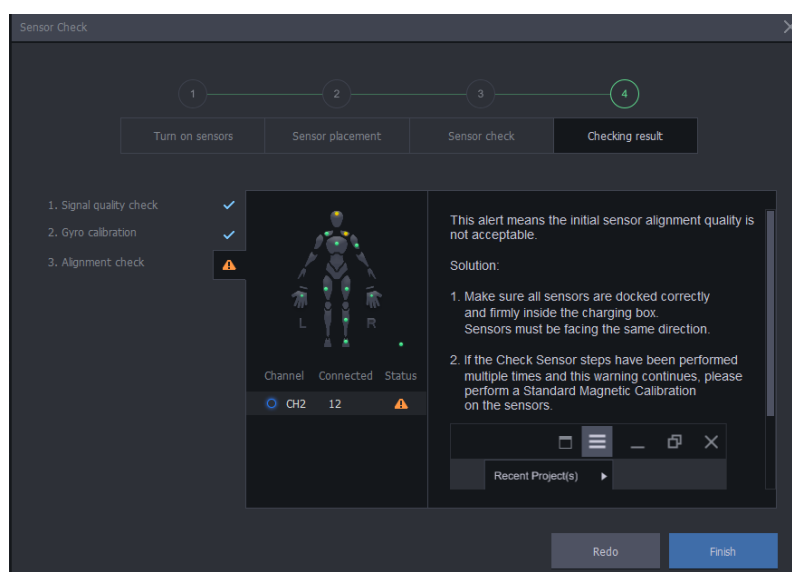 Sensor Check
1
2
3
4
Turn on sensors
Sensor placement
Sensor check
Checking result
1. Signal quality check
2. Gyro calibration
3. Alignment check
L
R
Channel Connected Status
CH2 12
This alert means the initial sensor alignment quality is
not acceptable.
Solution:
1. Make sure all sensors are docked correctly
and firmly inside the charging box.
Sensors must be facing the same direction.
2. If the Check Sensor steps have been performed
multiple times and this warning continues, please
perform a Standard Magnetic Calibration
on the sensors.
Recent Project(s)
Redo
Finish